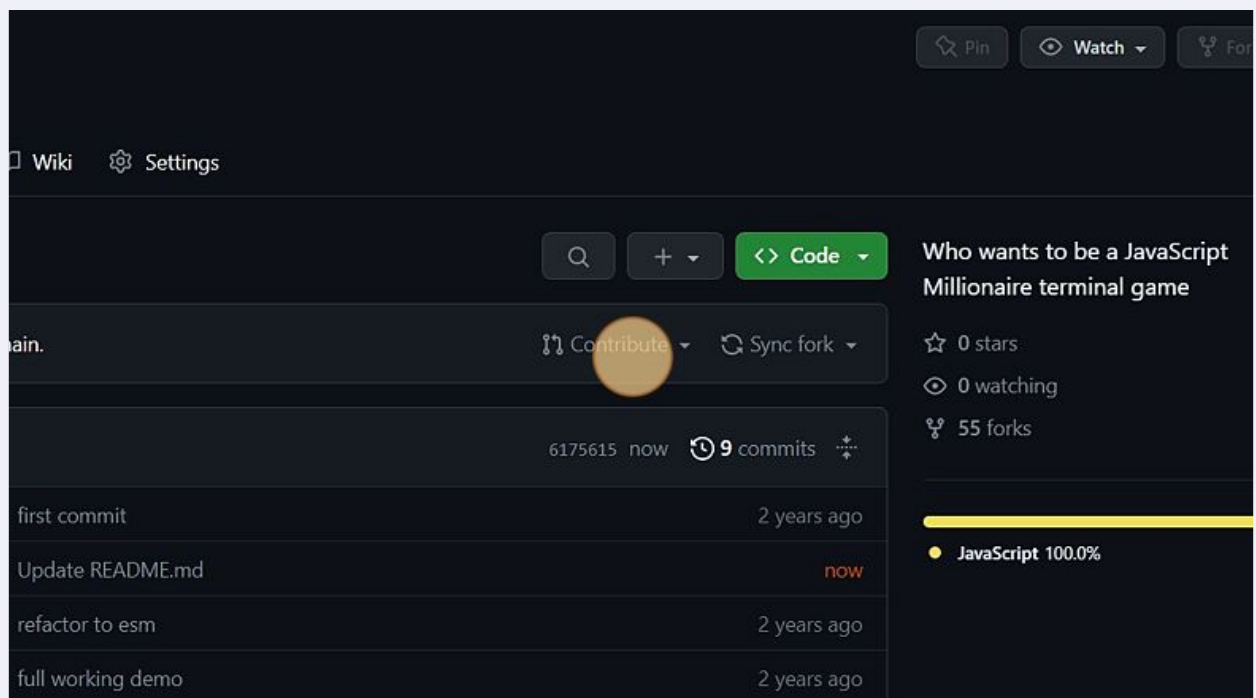 Pin Watch
Wiki Settings
Code
Who wants to be a JavaScript
Millionaire terminal game
Contribute Sync fork
0 stars
0 watching
55 forks
6175615 now 9 commits
first commit 2 years ago
Update README.md now
refactor to esm 2 years ago
full working demo 2 years ago
JavaScript 100.0%